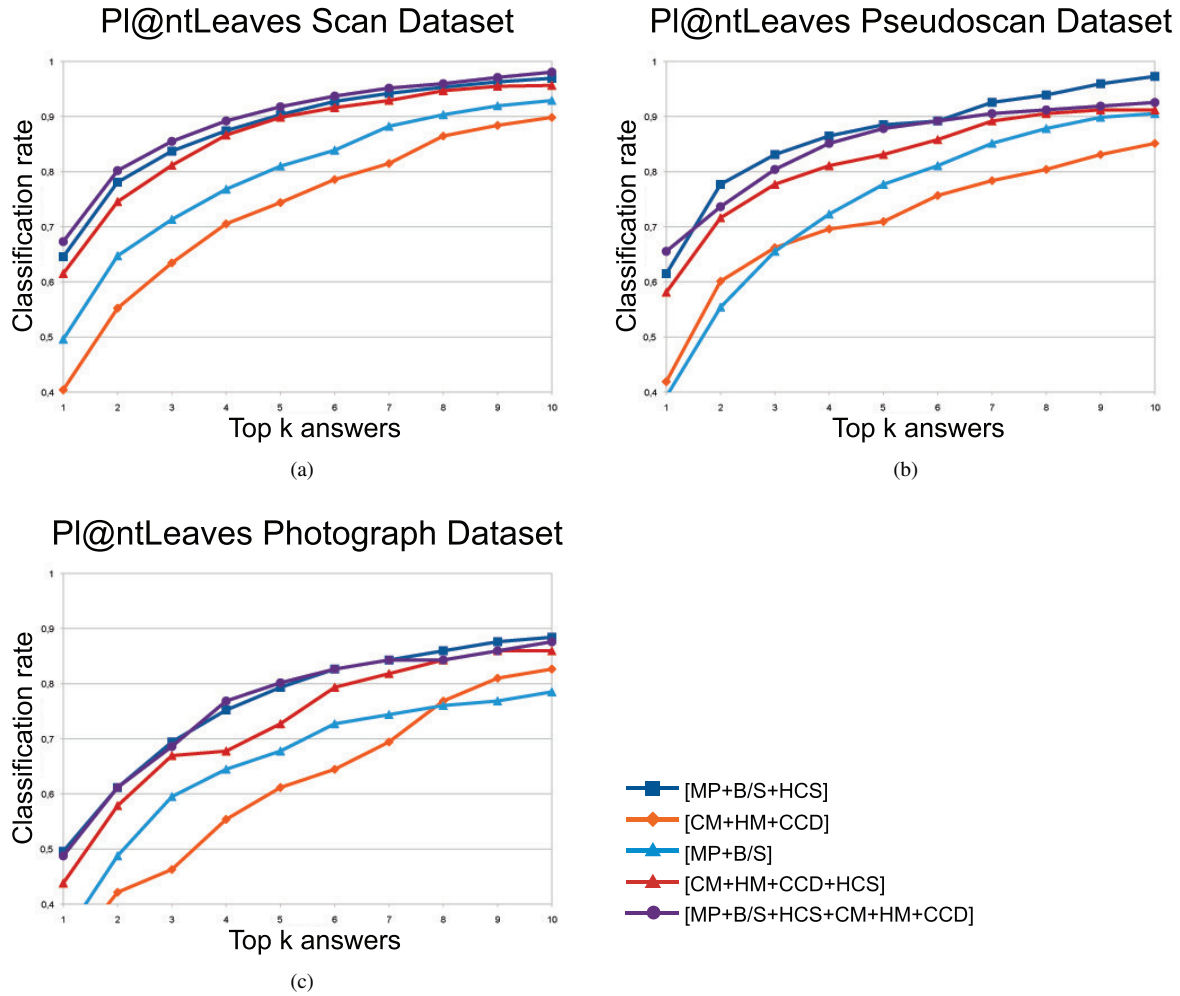 Pl@ntLeaves Scan Dataset
Classification rate
1
0,9
0,8
0,7
0,6
0,5
0,4
1 2 3 4 5 6 7 8 9 10
Top k answers
(a)
Pl@ntLeaves Pseudoscan Dataset
Classification rate
1
0,9
0,8
0,7
0,6
0,5
0,4
1 2 3 4 5 6 7 8 9 10
Top k answers
(b)
Pl@ntLeaves Photograph Dataset
Classification rate
1
0,9
0,8
0,7
0,6
0,5
0,4
1 2 3 4 5 6 7 8 9 10
Top k answers
(c)
[MP+B/S+HCS]
[CM+HM+CCD]
[MP+B/S]
[CM+HM+CCD+HCS]
[MP+B/S+HCS+CM+HM+CCD]